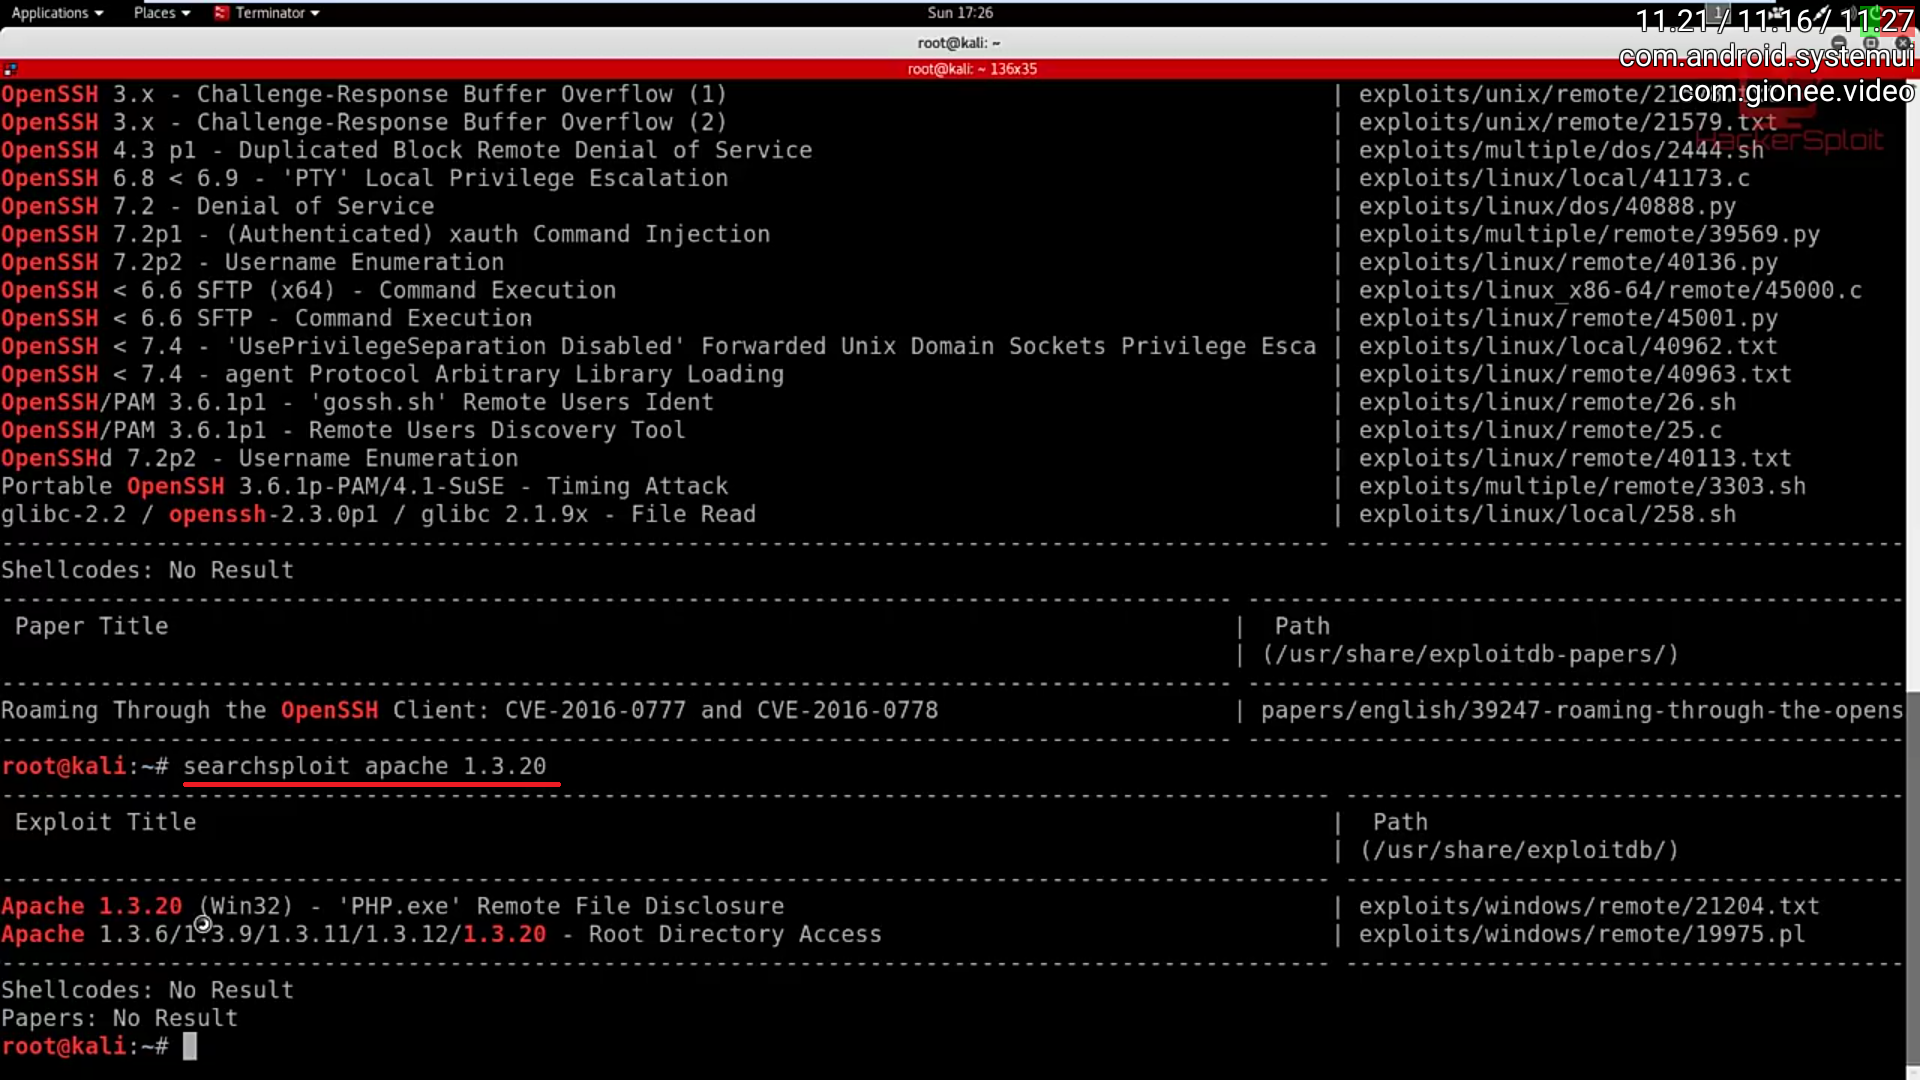 Applications Places Terminator Sun 17:26 1
11.21 / 11.16 / 11.27
root@kali: ~
com.android.systemui
root@kali: ~ 136x35
com.gionee.video
HackerSploit
OpenSSH 3.x - Challenge-Response Buffer Overflow (1) | exploits/unix/remote/21
OpenSSH 3.x - Challenge-Response Buffer Overflow (2) | exploits/unix/remote/21579.txt
OpenSSH 4.3 p1 - Duplicated Block Remote Denial of Service | exploits/multiple/dos/2444.sh
OpenSSH 6.8 < 6.9 - 'PTY' Local Privilege Escalation | exploits/linux/local/41173.c
OpenSSH 7.2 - Denial of Service | exploits/linux/dos/40888.py
OpenSSH 7.2p1 - (Authenticated) xauth Command Injection | exploits/multiple/remote/39569.py
OpenSSH 7.2p2 - Username Enumeration | exploits/linux/remote/40136.py
OpenSSH < 6.6 SFTP (x64) - Command Execution | exploits/linux_x86-64/remote/45000.c
OpenSSH < 6.6 SFTP - Command Execution | exploits/linux/remote/45001.py
OpenSSH < 7.4 - 'UsePrivilegeSeparation Disabled' Forwarded Unix Domain Sockets Privilege Esca | exploits/linux/local/40962.txt
OpenSSH < 7.4 - agent Protocol Arbitrary Library Loading | exploits/linux/remote/40963.txt
OpenSSH/PAM 3.6.1p1 - 'gossh.sh' Remote Users Ident | exploits/linux/remote/26.sh
OpenSSH/PAM 3.6.1p1 - Remote Users Discovery Tool | exploits/linux/remote/25.c
OpenSSHd 7.2p2 - Username Enumeration | exploits/linux/remote/40113.txt
Portable OpenSSH 3.6.1p-PAM/4.1-SuSE - Timing Attack | exploits/multiple/remote/3303.sh
glibc-2.2 / openssh-2.3.0p1 / glibc 2.1.9x - File Read | exploits/linux/local/258.sh
Shellcodes: No Result
Paper Title | Path
| (/usr/share/exploitdb-papers/)
Roaming Through the OpenSSH Client: CVE-2016-0777 and CVE-2016-0778 | papers/english/39247-roaming-through-the-opens
root@kali:~# searchsploit apache 1.3.20
Exploit Title | Path
| (/usr/share/exploitdb/)
Apache 1.3.20 (Win32) - 'PHP.exe' Remote File Disclosure | exploits/windows/remote/21204.txt
Apache 1.3.6/1.3.9/1.3.11/1.3.12/1.3.20 - Root Directory Access | exploits/windows/remote/19975.pl
Shellcodes: No Result
Papers: No Result
root@kali:~#